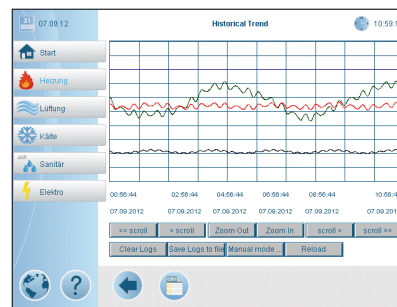 31
07.09.12
Historical Trend
10:59:1
Start
Heizung
Lüftung
Kälte
Sanitär
Elektro
00:56:44 02:56:44 04:56:44 06:56:44 08:56:44 10:56:4
07.09.2012 07.09.2012 07.09.2012 07.09.2012 07.09.2012 07.09.201
<< scroll < scroll Zoom Out Zoom In scroll > scroll >>
Clear Logs Save Logs to file Manual mode ... Reload
?